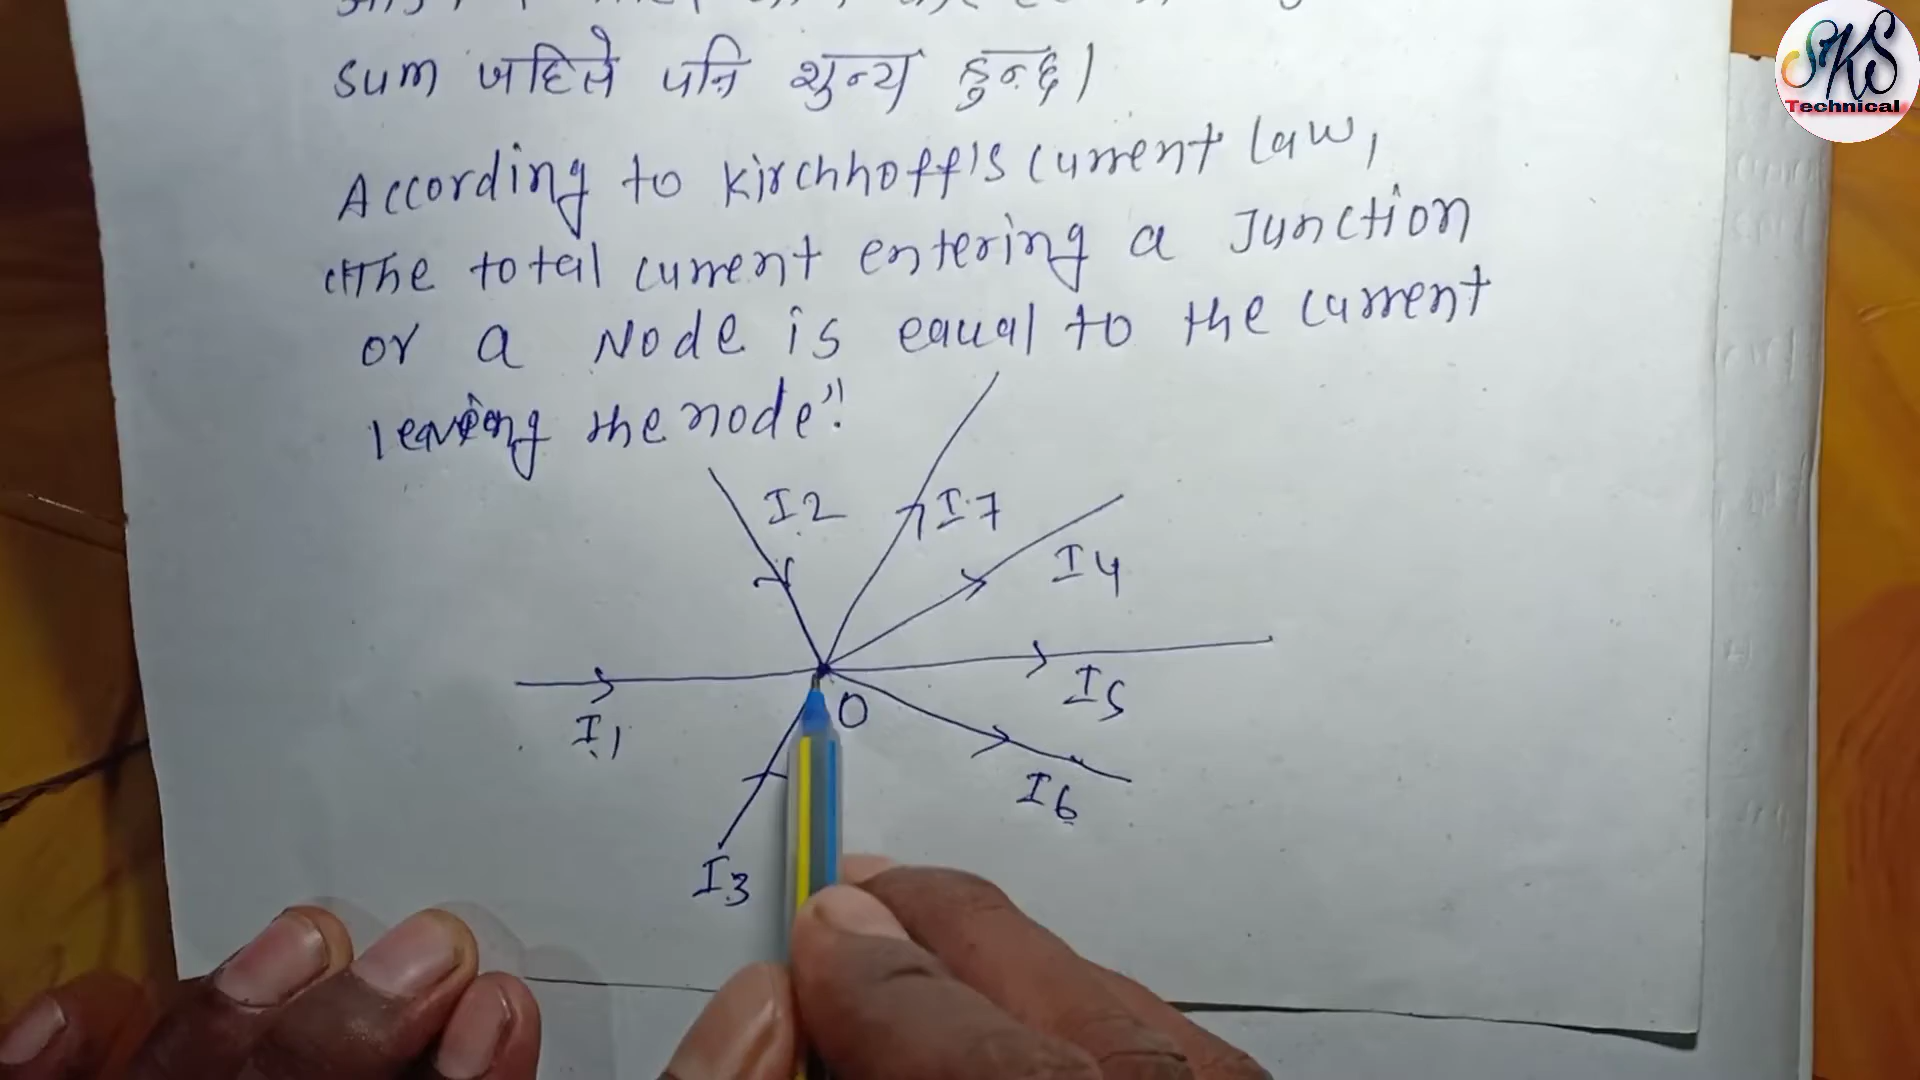 sum जहिले पनि शुन्य हुन्छ।
According to Kirchhoff's Current Law,
"The total current entering a Junction
or a Node is equal to the current
leaving the node".
I2
I7
I4
I5
O
I1
I6
I3
SKS
Technical